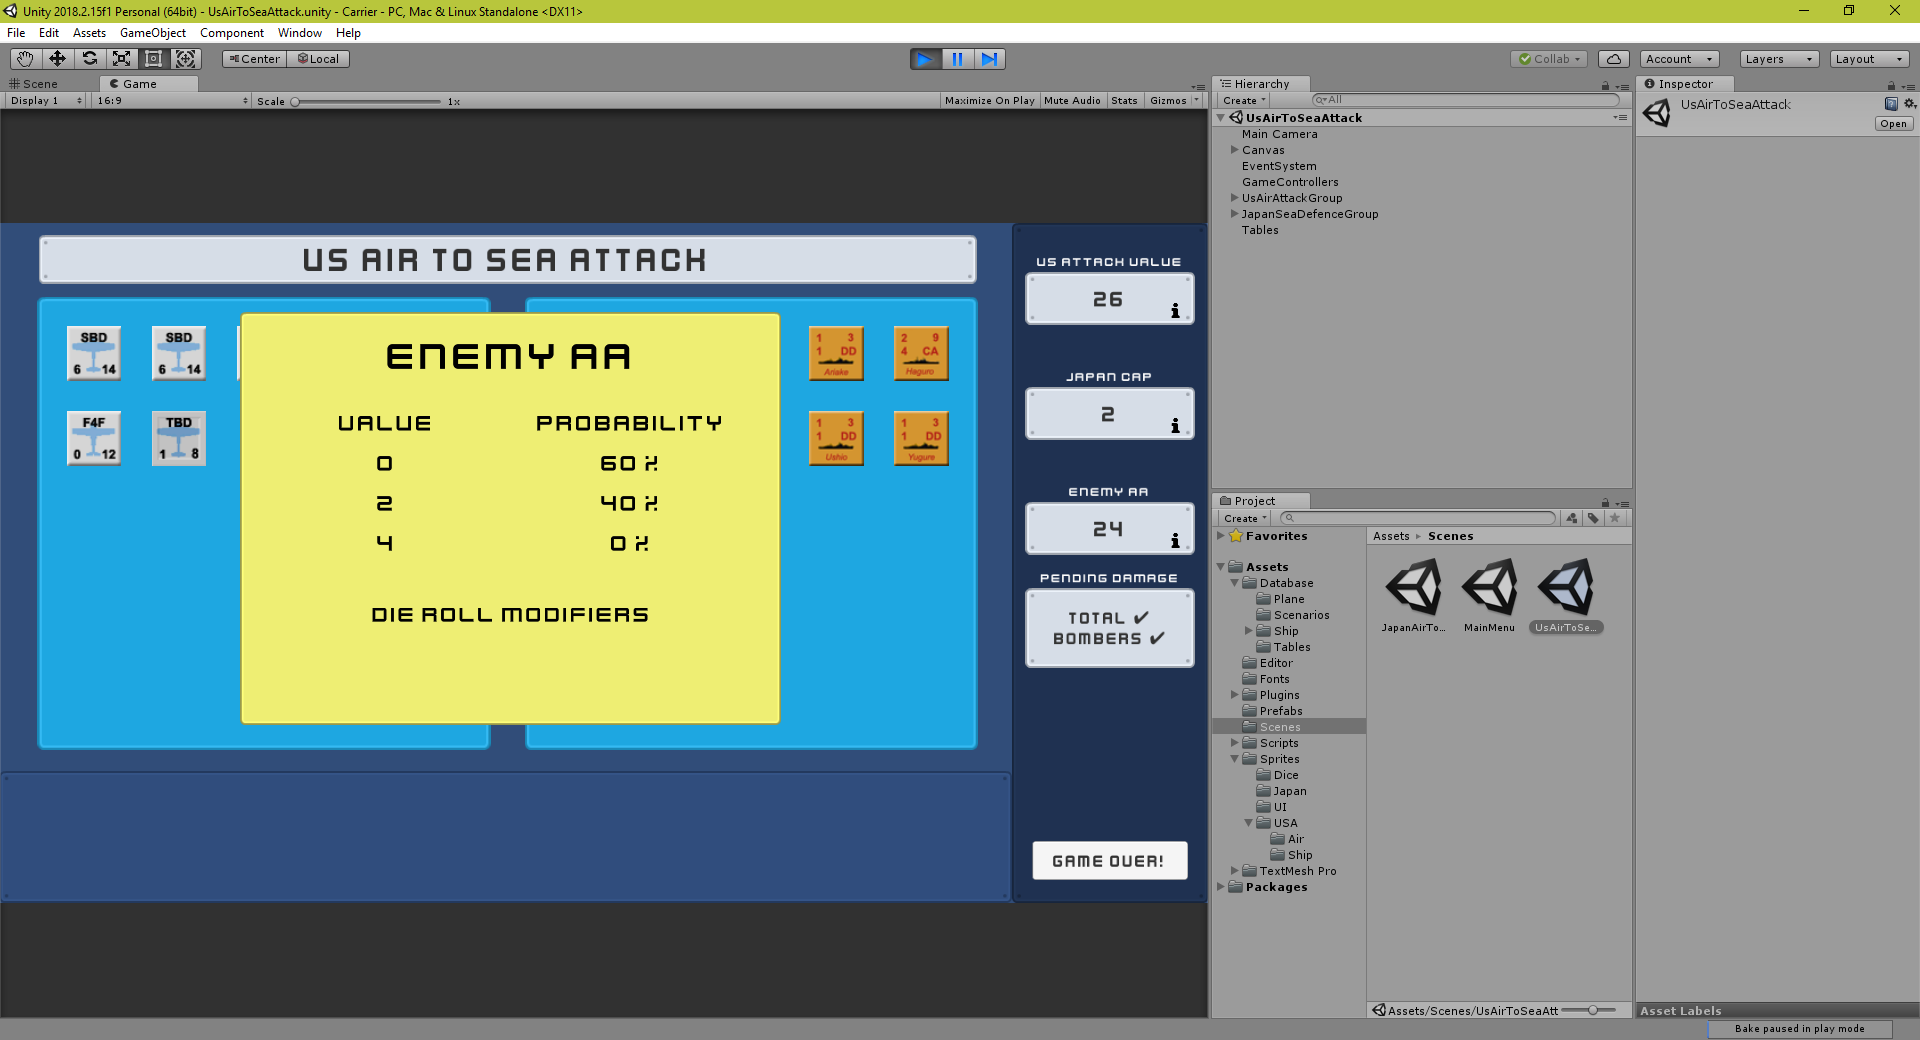 Unity 2018.2.15f1 Personal (64bit) - UsAirToSeaAttack.unity - Carrier - PC, Mac & Linux Standalone <DX11>
File Edit Assets GameObject Component Window Help
Center Local
Collab Account Layers Layout
Scene Game
Display 1 16:9 Scale 1x Maximize On Play Mute Audio Stats Gizmos
US AIR TO SEA ATTACK
SBD
6 14
SBD
6 14
F4F
0 12
TBD
1 8
ENEMY AA
VALUE PROBABILITY
0 60 %
2 40 %
4 0 %
DIE ROLL MODIFIERS
1 3
1 DD
Ariake
2 9
4 CA
Haguro
1 3
1 DD
Ushio
1 3
1 DD
Yugure
US ATTACK VALUE
26
i
JAPAN CAP
2
i
ENEMY AA
24
i
PENDING DAMAGE
TOTAL ✔
BOMBERS ✔
GAME OVER!
Hierarchy
Create All
UsAirToSeaAttack
Main Camera
Canvas
EventSystem
GameControllers
UsAirAttackGroup
JapanSeaDefenceGroup
Tables
Project
Create
Favorites
Assets
Database
Plane
Scenarios
Ship
Tables
Editor
Fonts
Plugins
Prefabs
Scenes
Scripts
Sprites
Dice
Japan
UI
USA
Air
Ship
TextMesh Pro
Packages
Assets ▸ Scenes
JapanAirTo...
MainMenu
UsAirToSe...
Assets/Scenes/UsAirToSeaAtt
Inspector
UsAirToSeaAttack
Open
Asset Labels
Bake paused in play mode